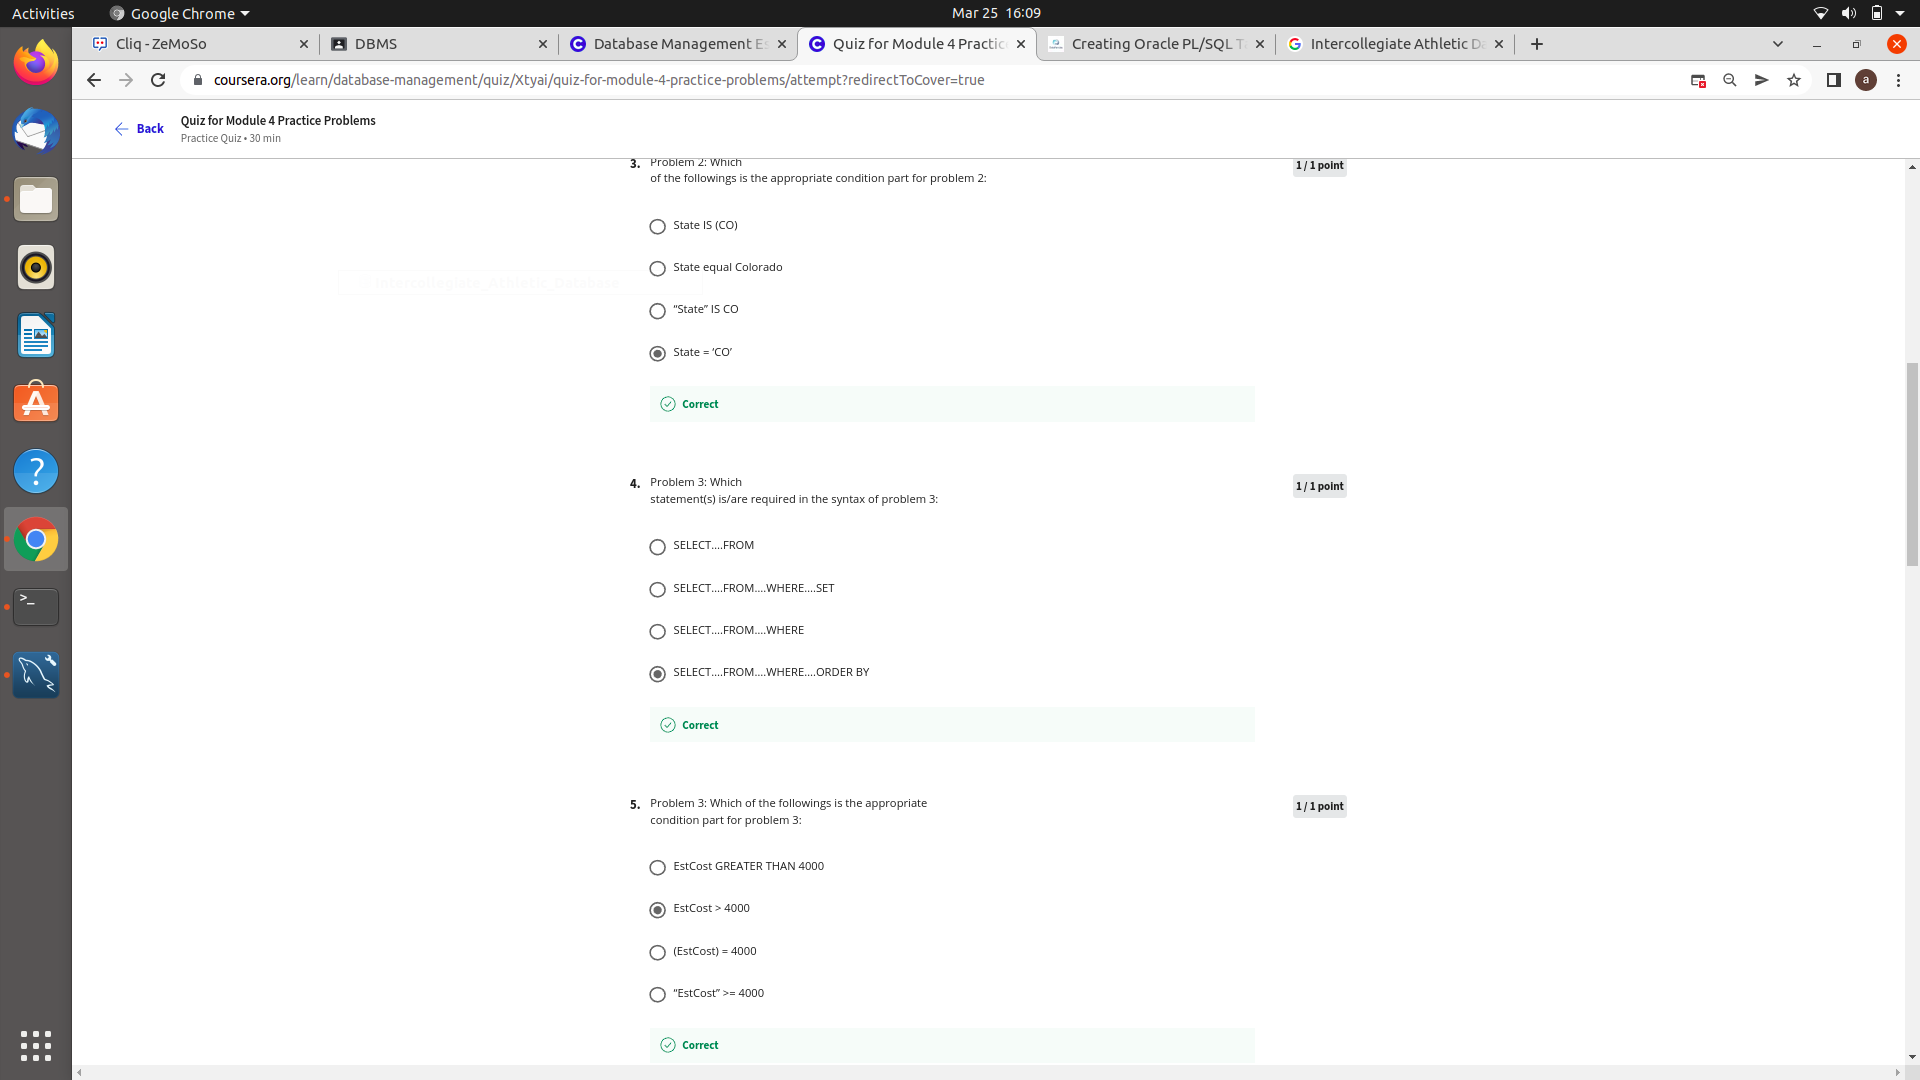 Activities
Google Chrome
Mar 25 16:09
Cliq - ZeMoSo
DBMS
Database Management Es
Quiz for Module 4 Practic
Creating Oracle PL/SQL Ta
Intercollegiate Athletic Da
coursera.org/learn/database-management/quiz/Xtyai/quiz-for-module-4-practice-problems/attempt?redirectToCover=true
a
Back
Quiz for Module 4 Practice Problems
Practice Quiz • 30 min
3. Problem 2: Which
of the followings is the appropriate condition part for problem 2:
1 / 1 point
State IS (CO)
State equal Colorado
“State” IS CO
State = ‘CO’
Correct
4. Problem 3: Which
statement(s) is/are required in the syntax of problem 3:
1 / 1 point
SELECT....FROM
SELECT....FROM....WHERE....SET
SELECT....FROM....WHERE
SELECT....FROM....WHERE....ORDER BY
Correct
5. Problem 3: Which of the followings is the appropriate
condition part for problem 3:
1 / 1 point
EstCost GREATER THAN 4000
EstCost > 4000
(EstCost) = 4000
“EstCost” >= 4000
Correct